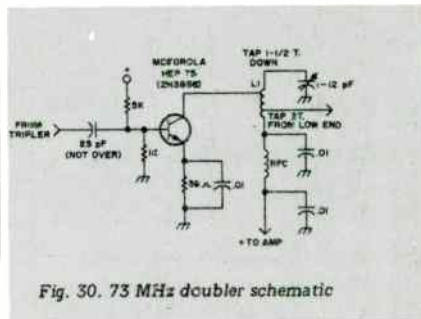 MOTOROLA
HEP 75
(2N3866)
TAP 1-1/2 T.
DOWN
L1
1-12 pF
+
5K
FROM
TRIPLER
TAP 2T.
FROM LOW END
25 pF
(NOT OVER)
1K
.01
RFC
.01
.01
+ TO AMP
Fig. 30. 73 MHz doubler schematic